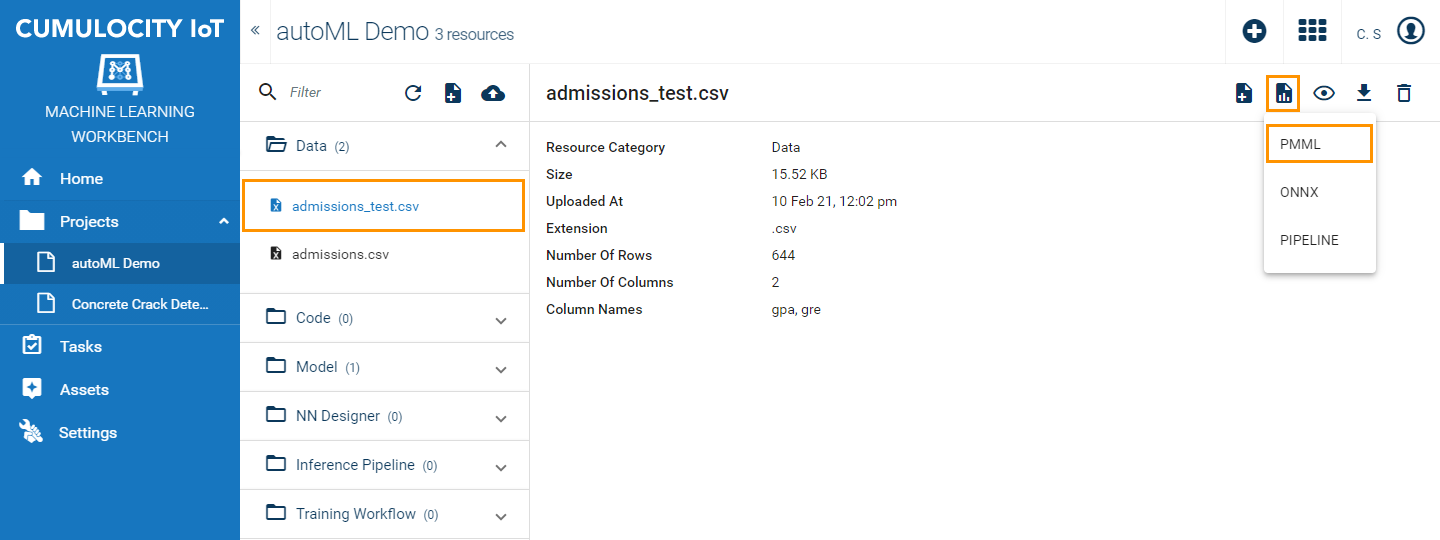 CUMULOCITY IoT
MACHINE LEARNING
WORKBENCH
Home
Projects
autoML Demo
Concrete Crack Dete...
Tasks
Assets
Settings
« autoML Demo 3 resources
C. S
Filter
Data (2)
admissions_test.csv
admissions.csv
Code (0)
Model (1)
NN Designer (0)
Inference Pipeline (0)
Training Workflow (0)
admissions_test.csv
Resource Category Data
Size 15.52 KB
Uploaded At 10 Feb 21, 12:02 pm
Extension .csv
Number Of Rows 644
Number Of Columns 2
Column Names gpa, gre
PMML
ONNX
PIPELINE